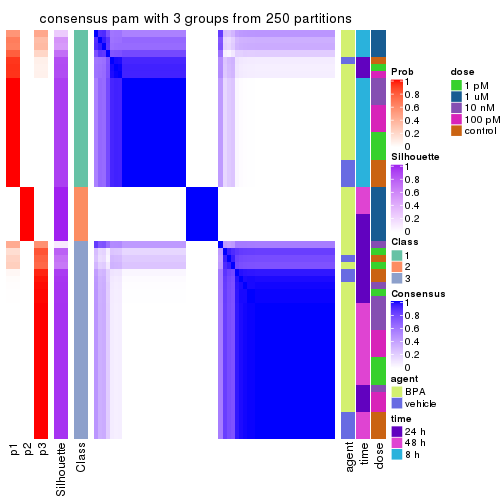 consensus pam with 3 groups from 250 partitions
Prob
1
0.8
0.6
0.4
0.2
0
dose
1 pM
1 uM
10 nM
100 pM
control
Silhouette
1
0.8
0.6
0.4
0.2
0
Class
1
2
3
Consensus
1
0.8
0.6
0.4
0.2
0
agent
BPA
vehicle
time
24 h
48 h
8 h
p1
p2
p3
Silhouette
Class
agent
time
dose